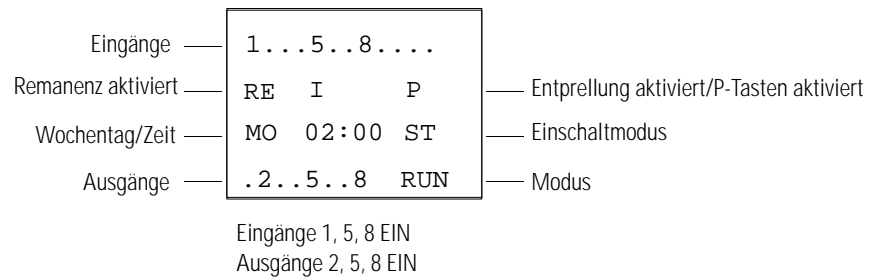 Eingänge 1...5..8....
Remanenz aktiviert RE I P Entprellung aktiviert/P-Tasten aktiviert
Wochentag/Zeit MO 02:00 ST Einschaltmodus
Ausgänge .2..5..8 RUN Modus
Eingänge 1, 5, 8 EIN
Ausgänge 2, 5, 8 EIN